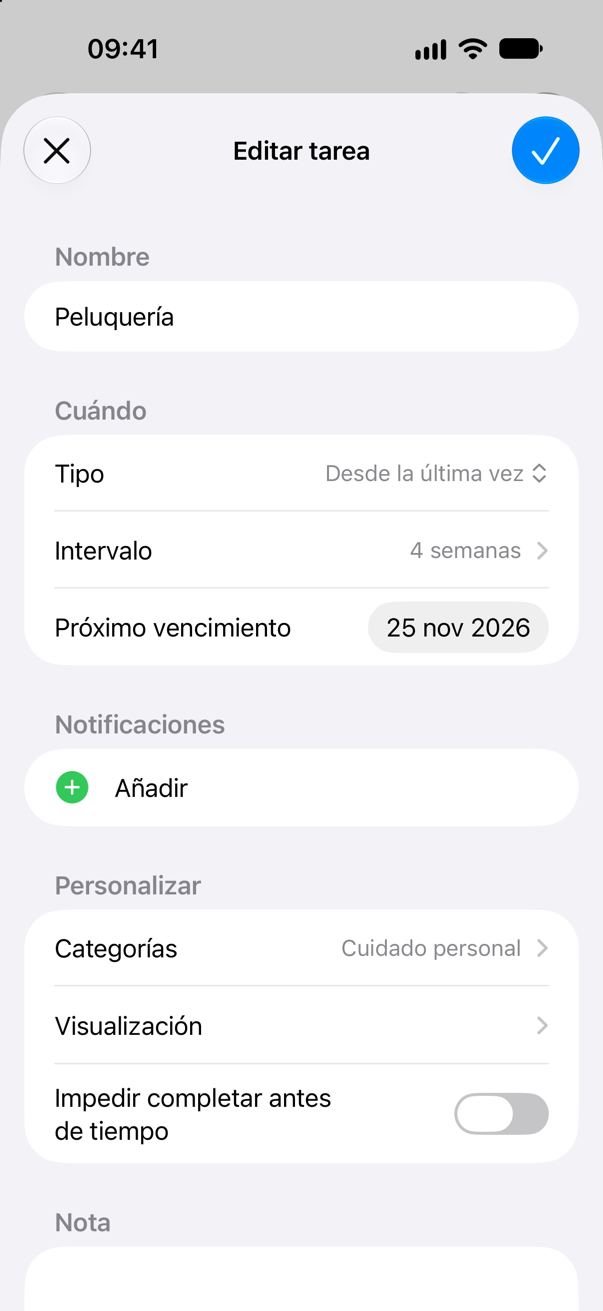 09:41
Editar tarea
Nombre
Peluquería
Cuándo
Tipo
Desde la última vez
Intervalo
4 semanas
Próximo vencimiento
25 nov 2026
Notificaciones
Añadir
Personalizar
Categorías
Cuidado personal
Visualización
Impedir completar antes
de tiempo
Nota